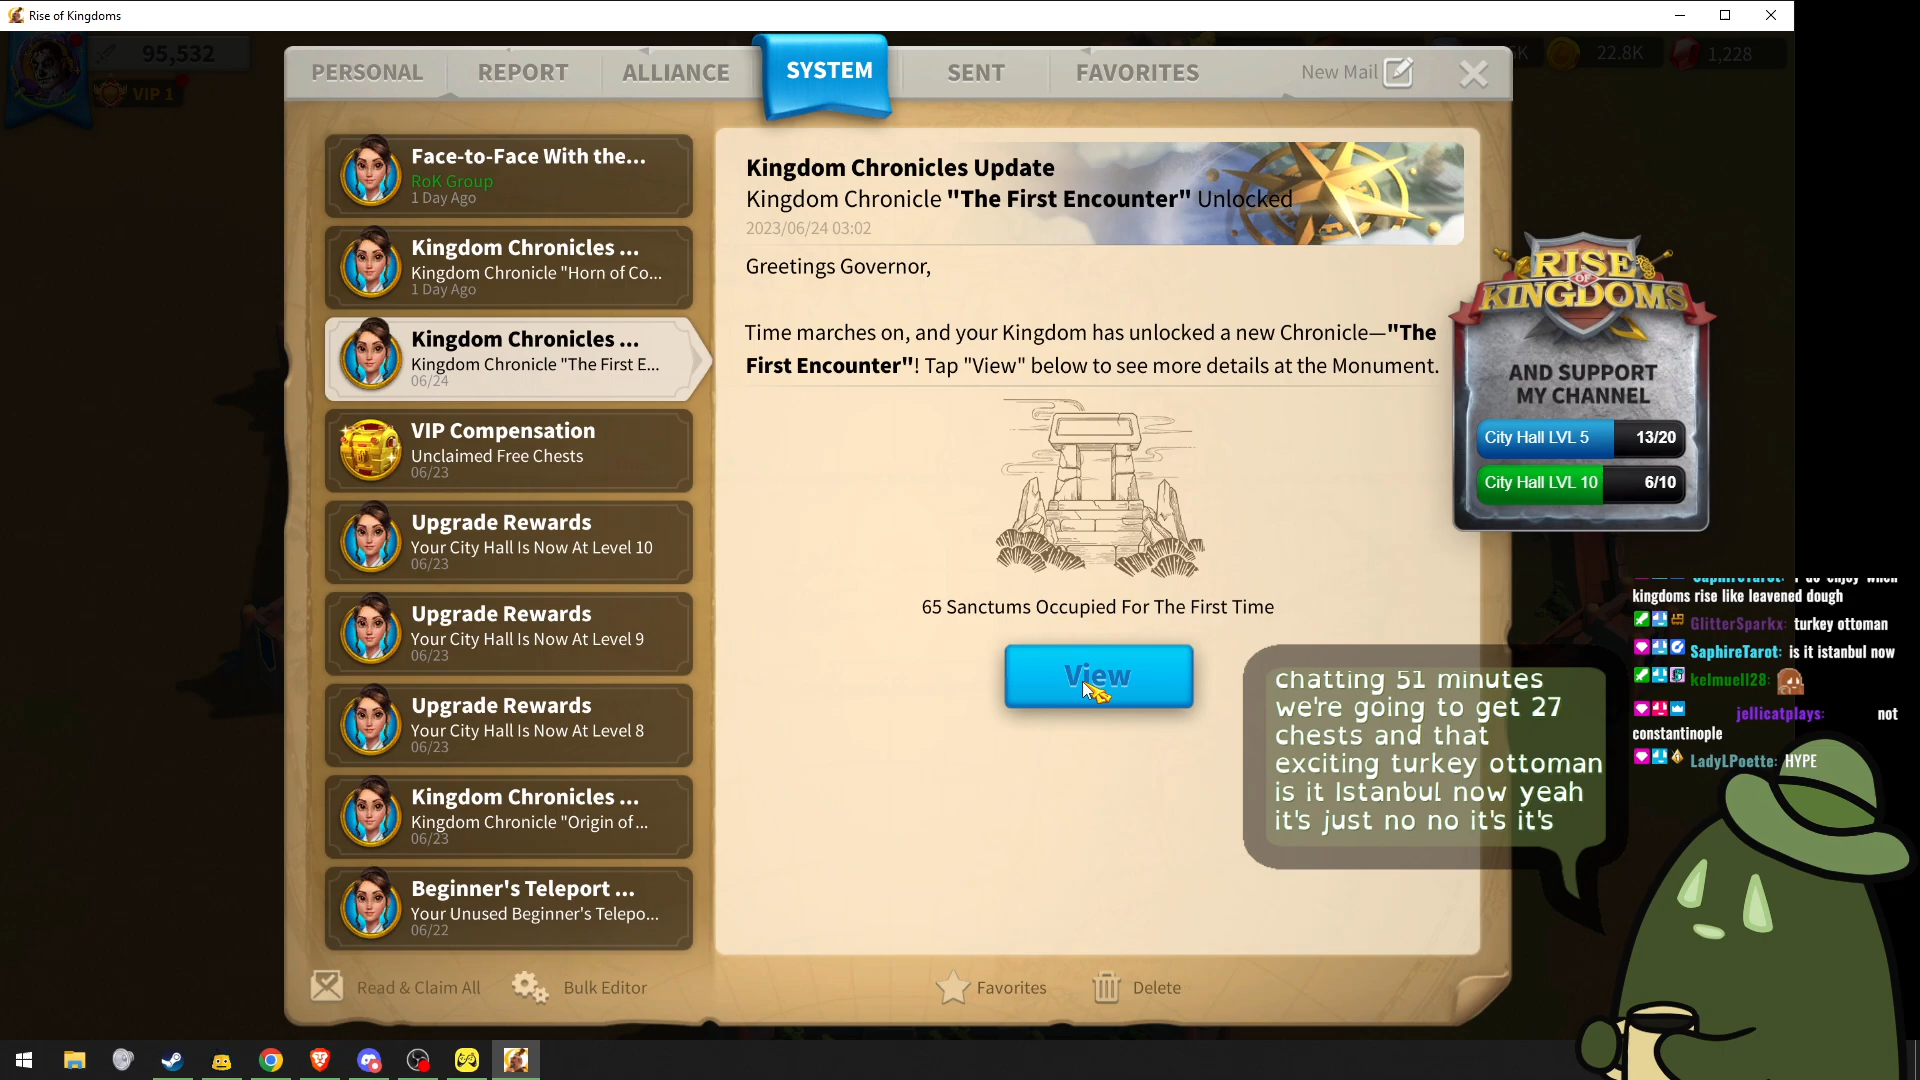 Rise of Kingdoms
95,532
VIP 1
22.8K
1,228
PERSONAL
REPORT
ALLIANCE
SYSTEM
SENT
FAVORITES
New Mail
Face-to-Face With the...
RoK Group
1 Day Ago
Kingdom Chronicles ...
Kingdom Chronicle "Horn of Co...
1 Day Ago
Kingdom Chronicles ...
Kingdom Chronicle "The First E...
06/24
VIP Compensation
Unclaimed Free Chests
06/23
Upgrade Rewards
Your City Hall Is Now At Level 10
06/23
Upgrade Rewards
Your City Hall Is Now At Level 9
06/23
Upgrade Rewards
Your City Hall Is Now At Level 8
06/23
Kingdom Chronicles ...
Kingdom Chronicle "Origin of ...
06/23
Beginner's Teleport ...
Your Unused Beginner's Telepo...
06/22
Read & Claim All
Bulk Editor
Kingdom Chronicles Update
Kingdom Chronicle "The First Encounter" Unlocked
2023/06/24 03:02
Greetings Governor,
Time marches on, and your Kingdom has unlocked a new Chronicle—"The
First Encounter"! Tap "View" below to see more details at the Monument.
65 Sanctums Occupied For The First Time
View
Favorites
Delete
RISE
OF
KINGDOMS
AND SUPPORT
MY CHANNEL
City Hall LVL 5 13/20
City Hall LVL 10 6/10
SaphireTarot: i do enjoy when
kingdoms rise like leavened dough
GlitterSparkx: turkey ottoman
SaphireTarot: is it istanbul now
kelmuell28:
jellicatplays: not
constantinople
LadyLPoette: HYPE
chatting 51 minutes
we're going to get 27
chests and that
exciting turkey ottoman
is it Istanbul now yeah
it's just no no it's it's